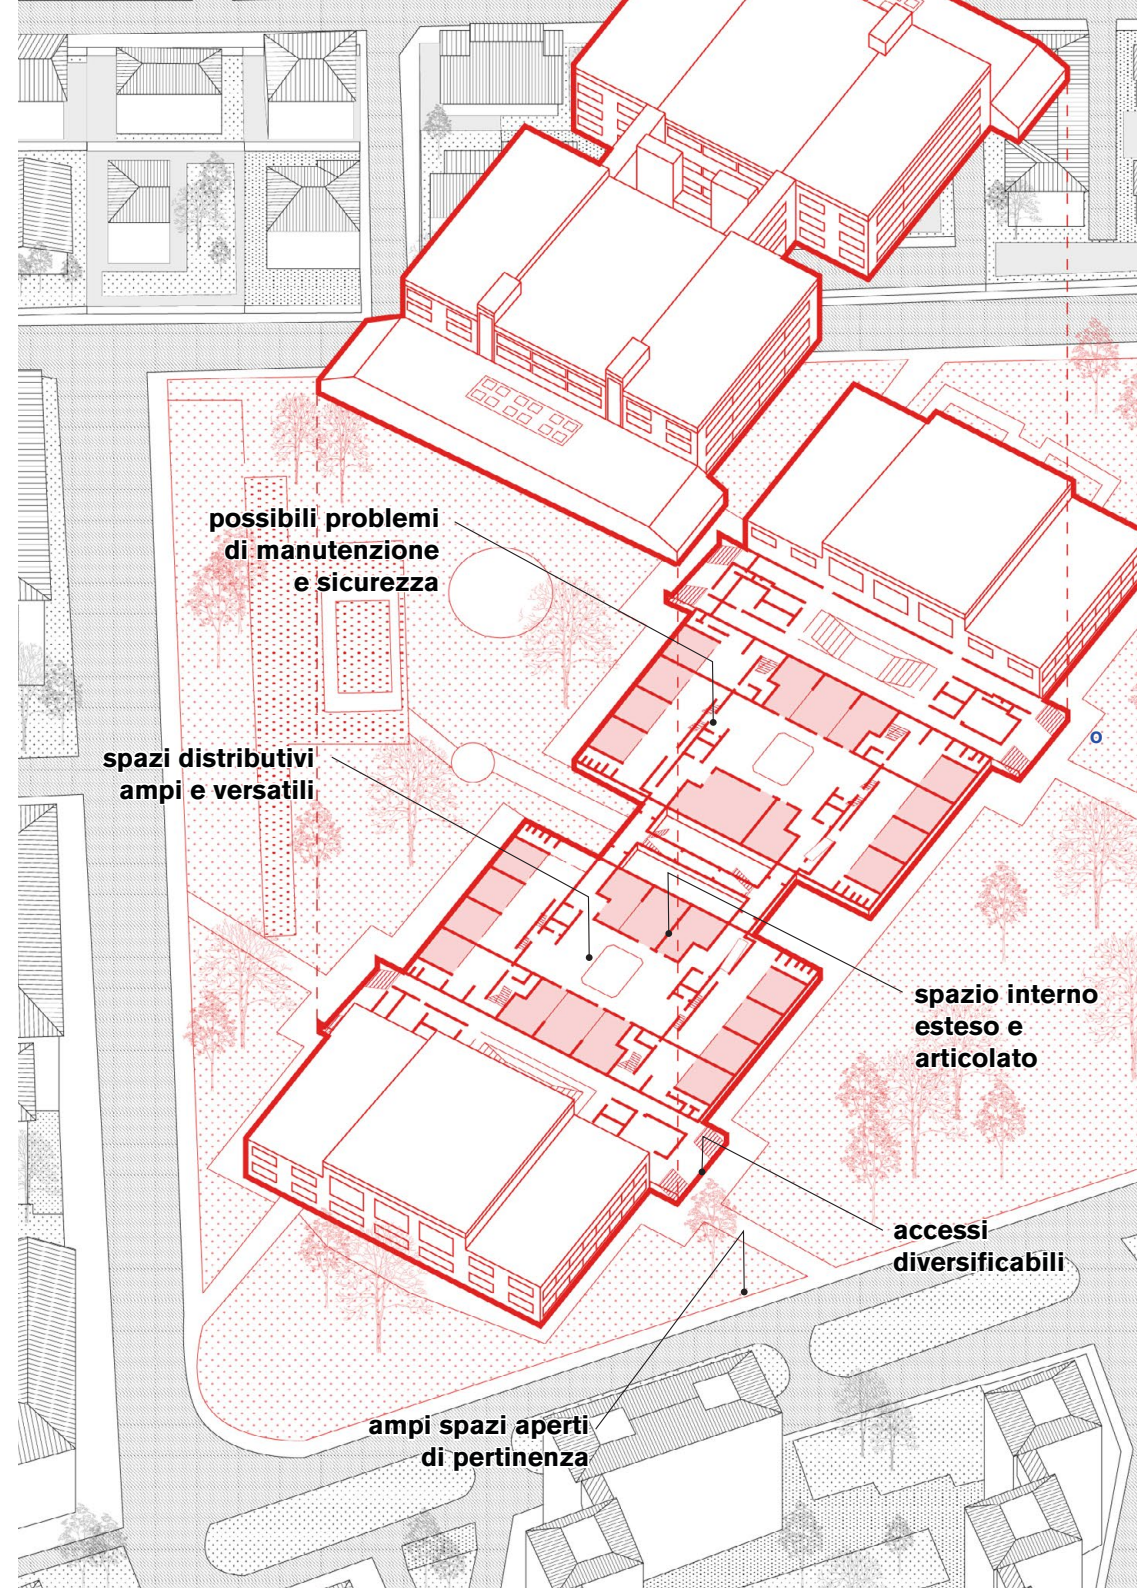 possibili problemi
di manutenzione
e sicurezza
o
spazi distributivi
ampi e versatili
spazio interno
esteso e
articolato
accessi
diversificabili
ampi spazi aperti
di pertinenza